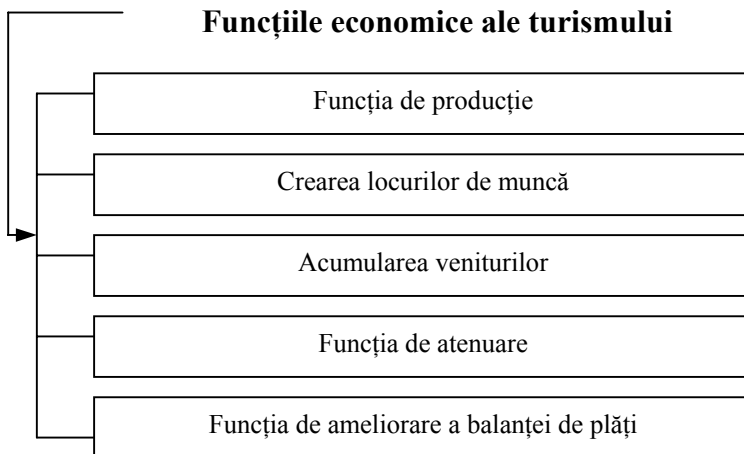 Funcțiile economice ale turismului
Funcția de producție
Crearea locurilor de muncă
Acumularea veniturilor
Funcția de atenuare
Funcția de ameliorare a balanței de plăți